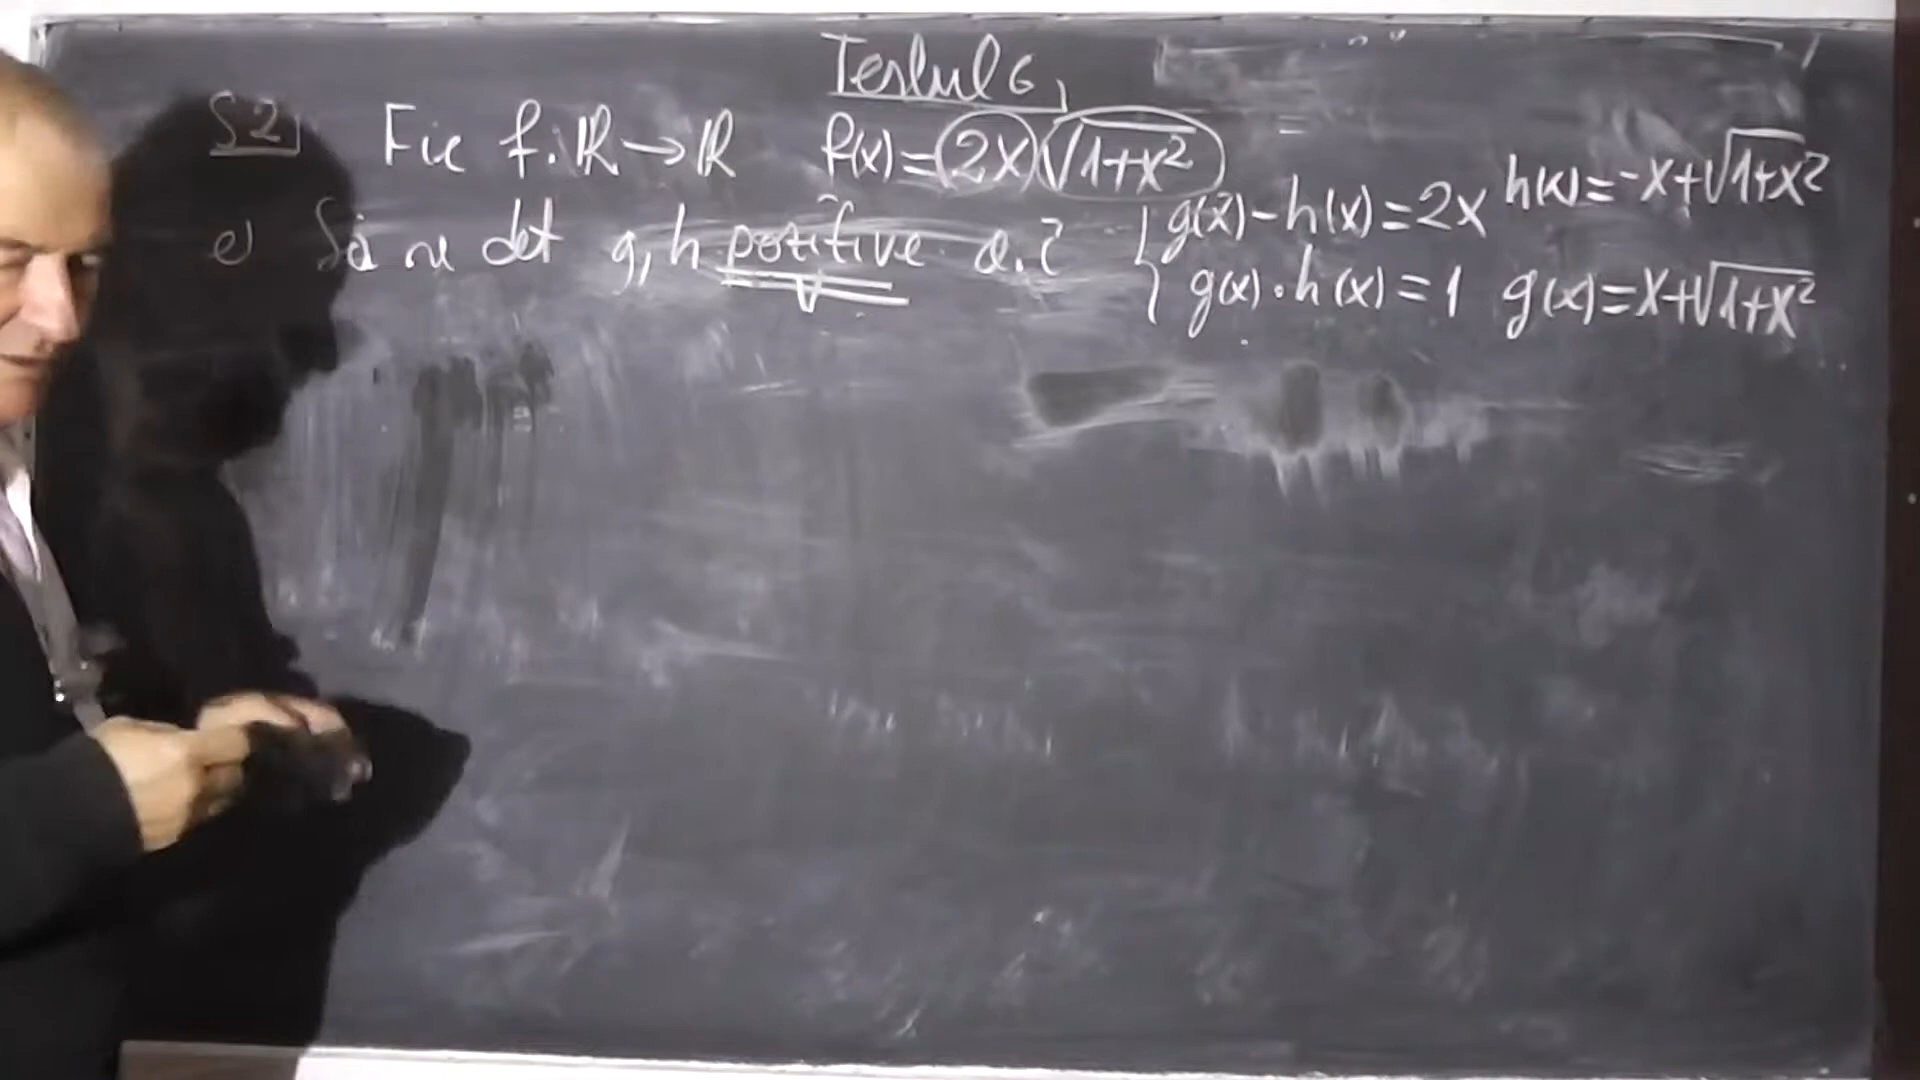 Testul 6
S2 Fie f: ℝ → ℝ f(x) = 2x√(1+x²)
e) Să se det g, h pozitive a.î
{ g(x) - h(x) = 2x
g(x) · h(x) = 1
h(x) = -x + √(1+x²)
g(x) = x + √(1+x²)